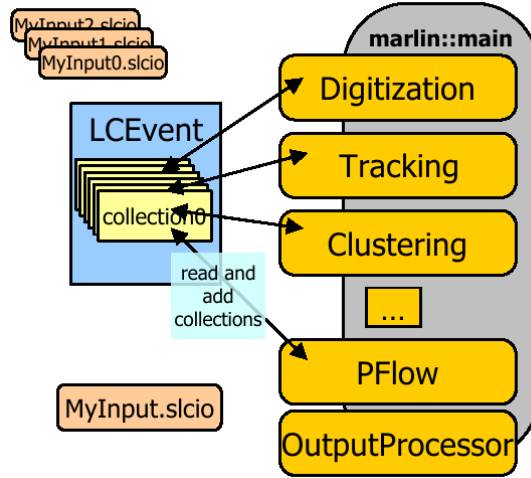 MyInput2.slcio
MyInput1.slcio
MyInput0.slcio
marlin::main
Digitization
LCEvent
Tracking
collection0
Clustering
read and
add
collections
...
PFlow
MyInput.slcio
OutputProcessor